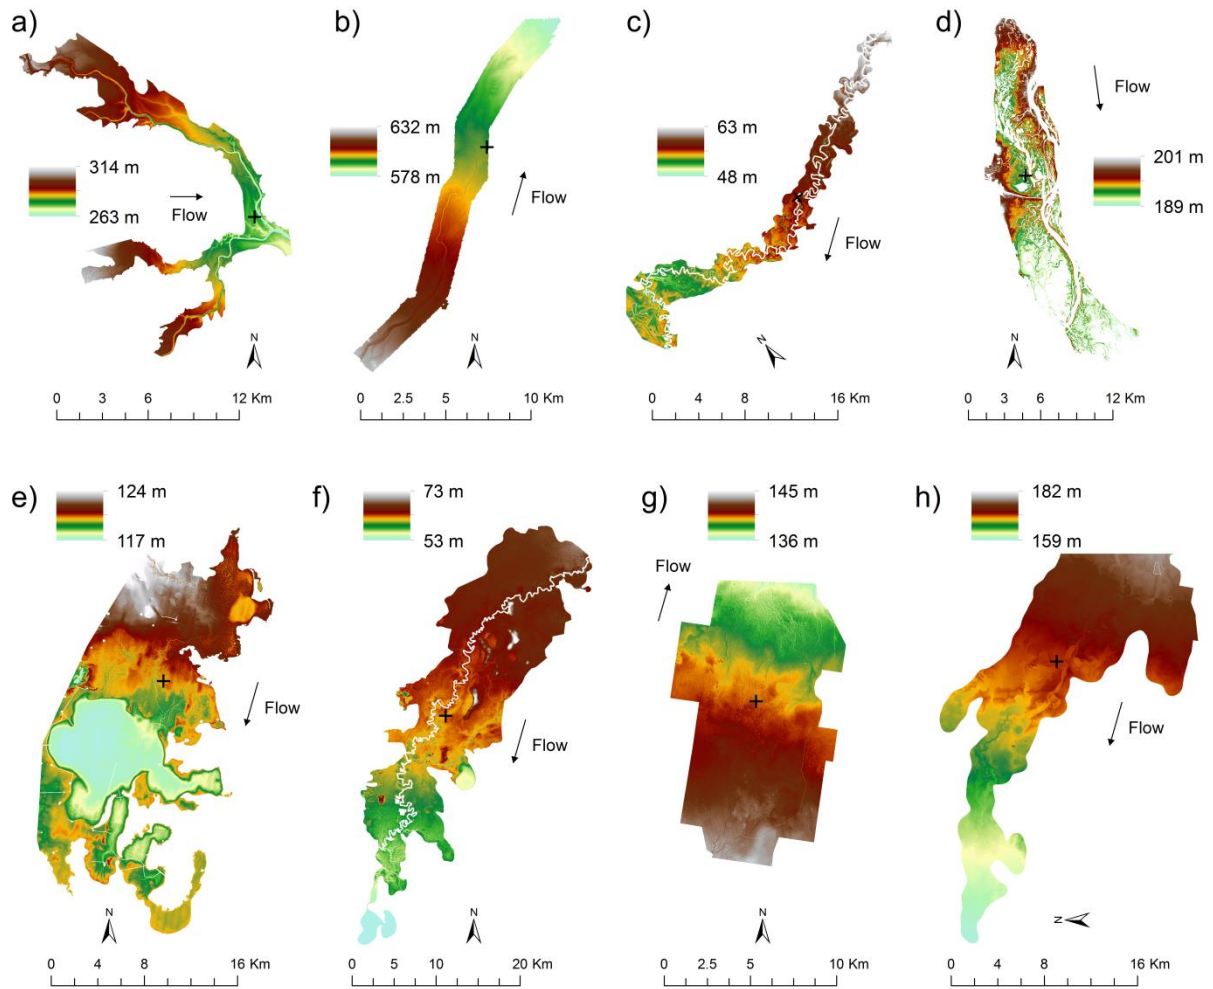 a)
314 m
263 m
Flow
N
0 3 6 12 Km
b)
632 m
578 m
Flow
N
0 2.5 5 10 Km
c)
63 m
48 m
Flow
N
0 4 8 16 Km
d)
Flow
201 m
189 m
N
0 3 6 12 Km
e)
124 m
117 m
Flow
N
0 4 8 16 Km
f)
73 m
53 m
Flow
N
0 5 10 20 Km
g)
145 m
136 m
Flow
N
0 2.5 5 10 Km
h)
182 m
159 m
Flow
N
0 4 8 16 Km